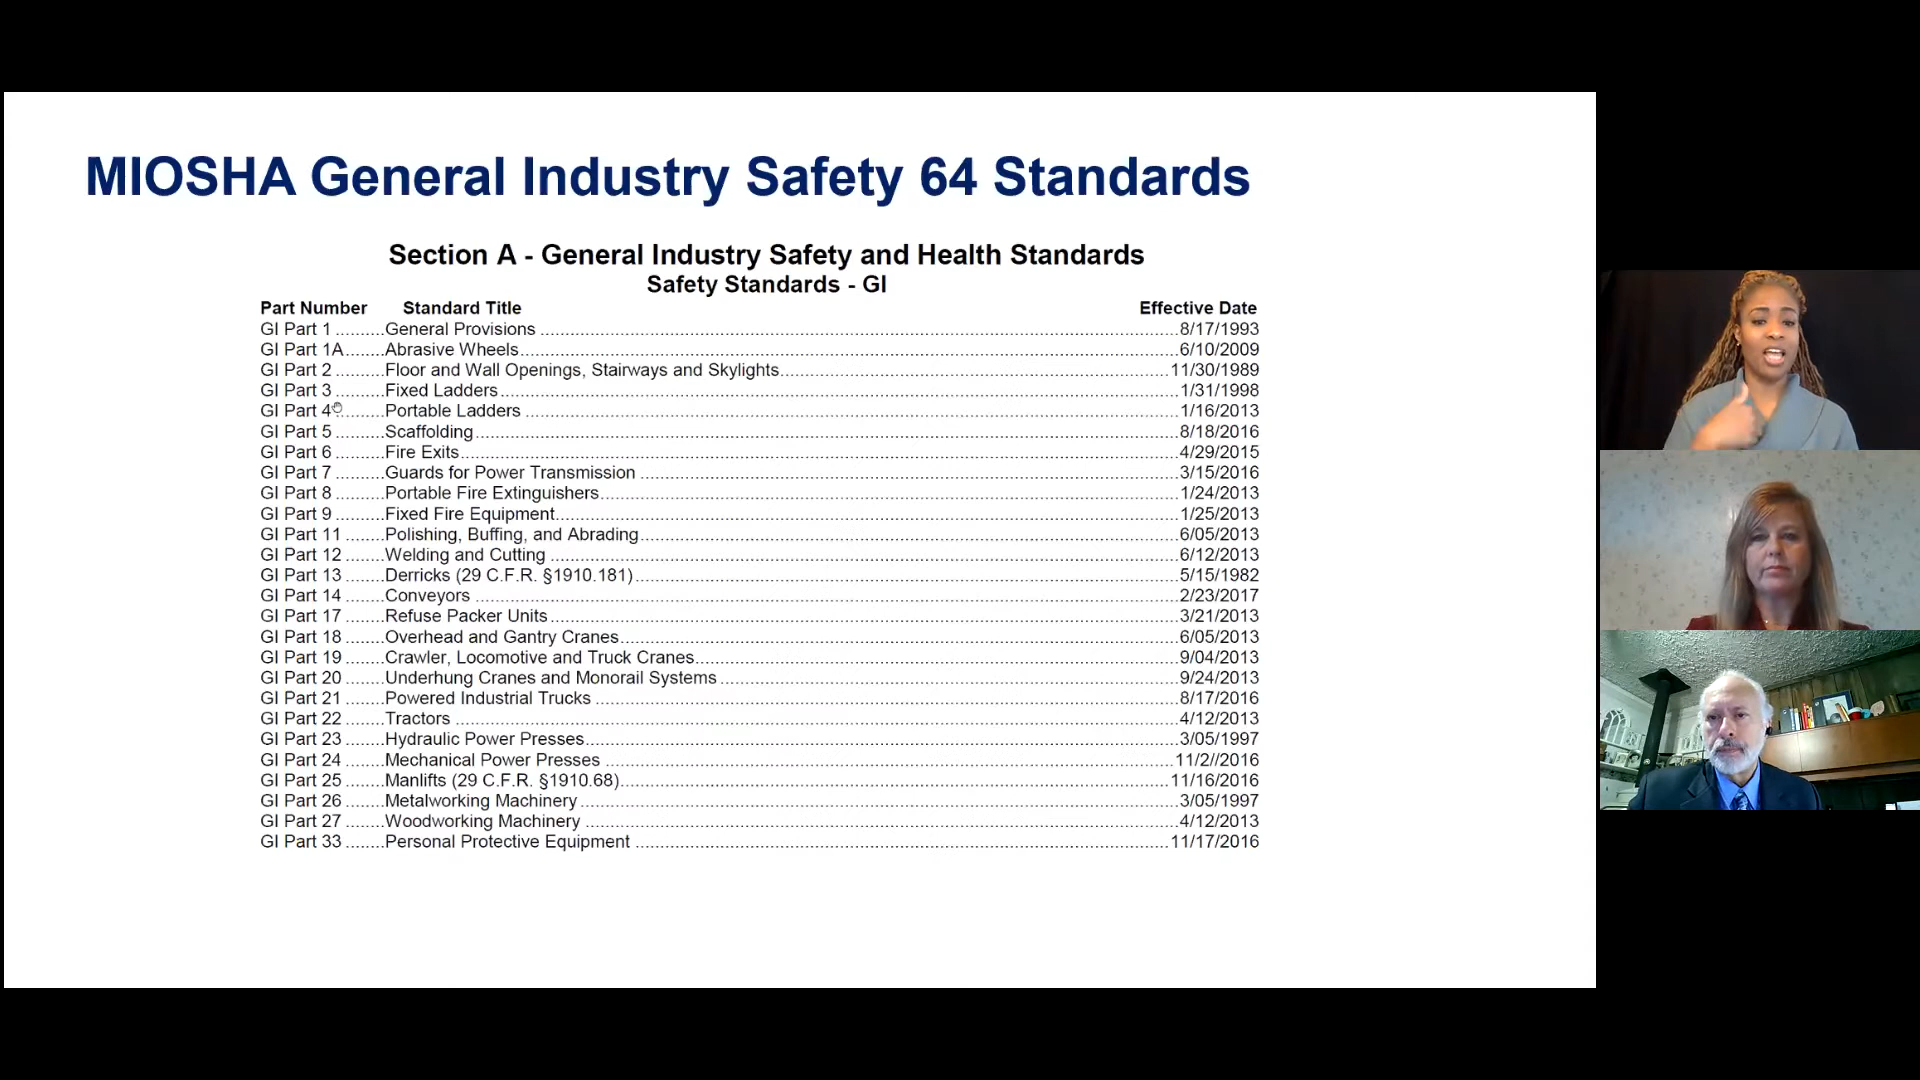 MIOSHA General Industry Safety 64 Standards
Section A - General Industry Safety and Health Standards
Safety Standards - GI
Part Number Standard Title Effective Date
GI Part 1 .........General Provisions ........8/17/1993
GI Part 1A........Abrasive Wheels........6/10/2009
GI Part 2 ..........Floor and Wall Openings, Stairways and Skylights........11/30/1989
GI Part 3 ..........Fixed Ladders........1/31/1998
GI Part 4..........Portable Ladders ........1/16/2013
GI Part 5 ..........Scaffolding........8/18/2016
GI Part 6 ..........Fire Exits........4/29/2015
GI Part 7 ..........Guards for Power Transmission ........3/15/2016
GI Part 8 ..........Portable Fire Extinguishers........1/24/2013
GI Part 9 ..........Fixed Fire Equipment........1/25/2013
GI Part 11 ........Polishing, Buffing, and Abrading........6/05/2013
GI Part 12 ........Welding and Cutting ........6/12/2013
GI Part 13 ........Derricks (29 C.F.R. §1910.181)........5/15/1982
GI Part 14 ........Conveyors ........2/23/2017
GI Part 17 ........Refuse Packer Units........3/21/2013
GI Part 18 ........Overhead and Gantry Cranes........6/05/2013
GI Part 19 ........Crawler, Locomotive and Truck Cranes........9/04/2013
GI Part 20 ........Underhung Cranes and Monorail Systems ........9/24/2013
GI Part 21 ........Powered Industrial Trucks ........8/17/2016
GI Part 22 ........Tractors ........4/12/2013
GI Part 23 ........Hydraulic Power Presses........3/05/1997
GI Part 24 ........Mechanical Power Presses ........11/2//2016
GI Part 25 ........Manlifts (29 C.F.R. §1910.68)........11/16/2016
GI Part 26 ........Metalworking Machinery........3/05/1997
GI Part 27 ........Woodworking Machinery ........4/12/2013
GI Part 33 ........Personal Protective Equipment ........11/17/2016